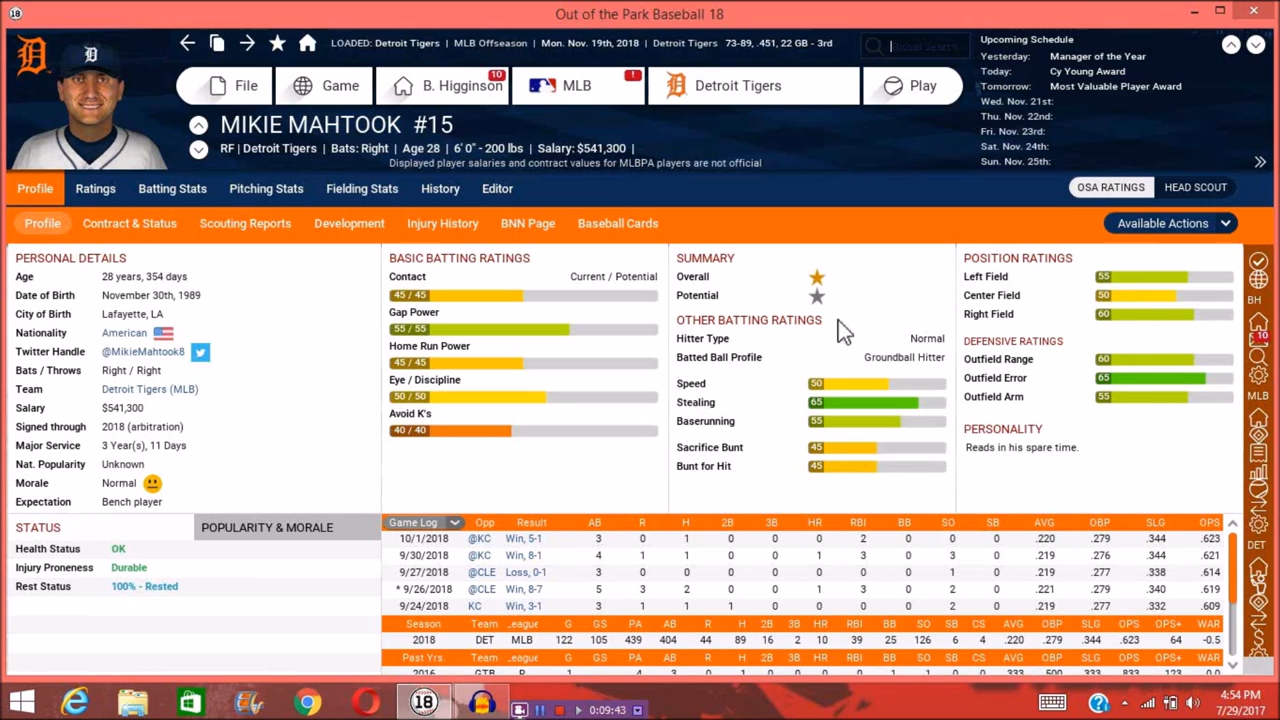 18 Out of the Park Baseball 18
LOADED: Detroit Tigers | MLB Offseason | Mon. Nov. 19th, 2018 | Detroit Tigers 73-89, .451, 22 GB - 3rd
Global Search...
Upcoming Schedule
Yesterday: Manager of the Year
Today: Cy Young Award
Tomorrow: Most Valuable Player Award
Wed. Nov. 21st:
Thu. Nov. 22nd:
Fri. Nov. 23rd:
Sat. Nov. 24th:
Sun. Nov. 25th:
File Game B. Higginson 10 MLB ! Detroit Tigers Play
MIKIE MAHTOOK #15
RF | Detroit Tigers | Bats: Right | Age 28 | 6' 0" - 200 lbs | Salary: $541,300 |
Displayed player salaries and contract values for MLBPA players are not official
Profile Ratings Batting Stats Pitching Stats Fielding Stats History Editor OSA RATINGS HEAD SCOUT
Profile Contract & Status Scouting Reports Development Injury History BNN Page Baseball Cards Available Actions
PERSONAL DETAILS
Age 28 years, 354 days
Date of Birth November 30th, 1989
City of Birth Lafayette, LA
Nationality American
Twitter Handle @MikieMahtook8
Bats / Throws Right / Right
Team Detroit Tigers (MLB)
Salary $541,300
Signed through 2018 (arbitration)
Major Service 3 Year(s), 11 Days
Nat. Popularity Unknown
Morale Normal
Expectation Bench player
BASIC BATTING RATINGS
Contact Current / Potential
45 / 45
Gap Power
55 / 55
Home Run Power
45 / 45
Eye / Discipline
50 / 50
Avoid K's
40 / 40
SUMMARY
Overall
Potential
OTHER BATTING RATINGS
Hitter Type Normal
Batted Ball Profile Groundball Hitter
Speed 50
Stealing 65
Baserunning 55
Sacrifice Bunt 45
Bunt for Hit 45
POSITION RATINGS
Left Field 55
Center Field 50
Right Field 60
DEFENSIVE RATINGS
Outfield Range 60
Outfield Error 65
Outfield Arm 55
PERSONALITY
Reads in his spare time.
BH
10
MLB
DET
STATUS POPULARITY & MORALE
Health Status OK
Injury Proneness Durable
Rest Status 100% - Rested
Game Log Opp Result AB R H 2B 3B HR RBI BB SO SB AVG OBP SLG OPS
10/1/2018 @KC Win, 5-1 3 0 1 0 0 0 2 0 0 0 .220 .279 .344 .623
9/30/2018 @KC Win, 8-1 4 1 1 0 0 1 3 0 3 0 .219 .276 .344 .621
9/27/2018 @CLE Loss, 0-1 3 0 0 0 0 0 0 0 1 0 .219 .277 .338 .614
* 9/26/2018 @CLE Win, 8-7 5 3 2 0 0 1 3 0 2 0 .221 .279 .340 .619
9/24/2018 KC Win, 3-1 3 1 1 1 0 0 0 0 2 0 .219 .277 .332 .609
Season Team League G GS PA AB R H 2B 3B HR RBI BB SO SB CS AVG OBP SLG OPS OPS+ WAR
2018 DET MLB 122 105 439 404 44 89 16 2 10 39 25 126 6 4 .220 .279 .344 .623 64 -0.5
Past Yrs. Team League G GS PA AB R H 2B 3B HR RBI BB SO SB CS AVG OBP SLG OPS OPS+ WAR
2016 GTB R 1
18 0:09:43 4:54 PM
7/29/2017